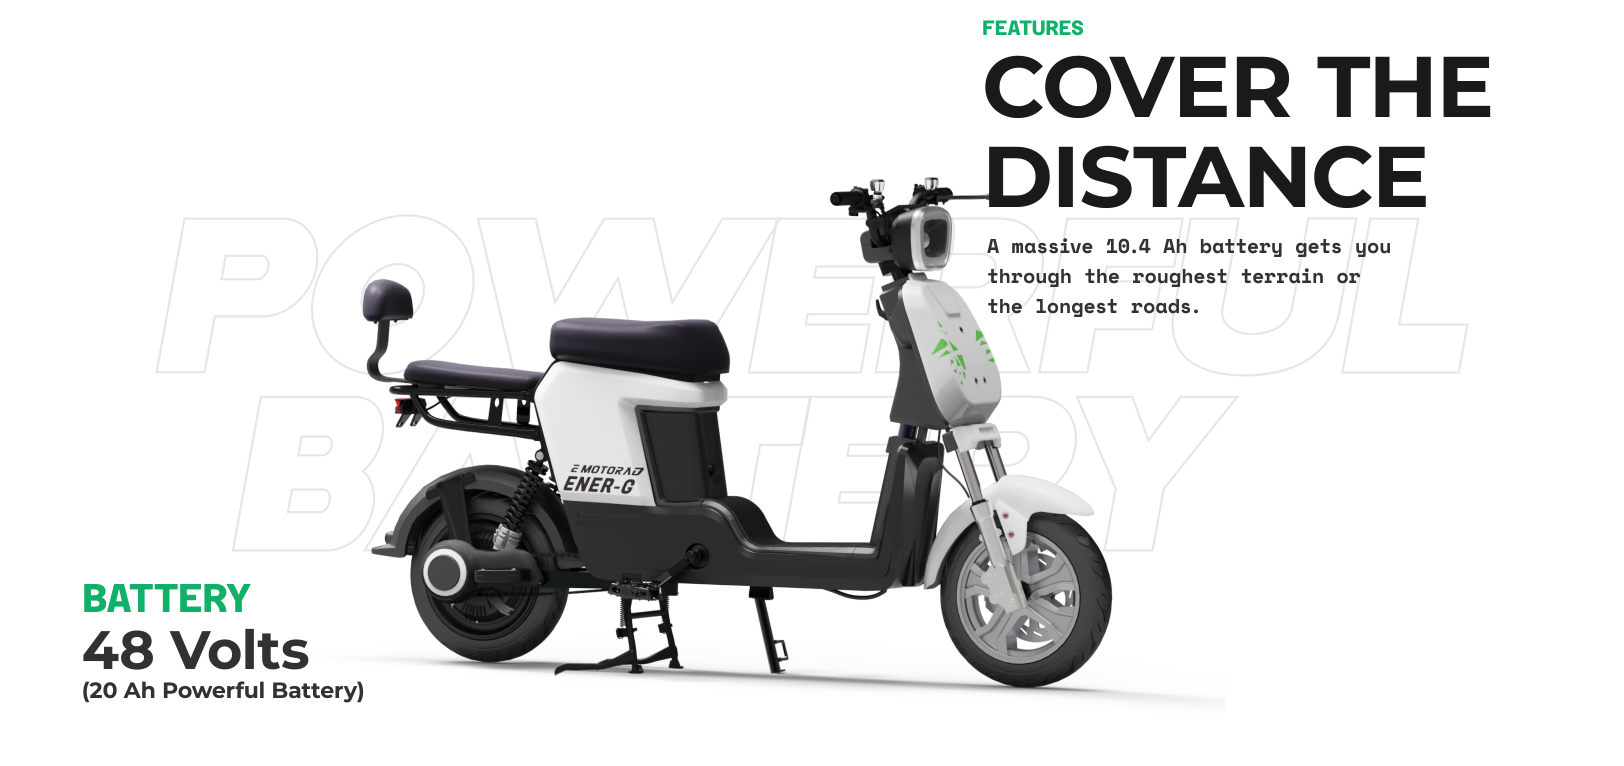 FEATURES
COVER THE
DISTANCE
A massive 10.4 Ah battery gets you
through the roughest terrain or
the longest roads.
POWERFUL
BATTERY
E MOTORAD
ENER-G
BATTERY
48 Volts
(20 Ah Powerful Battery)